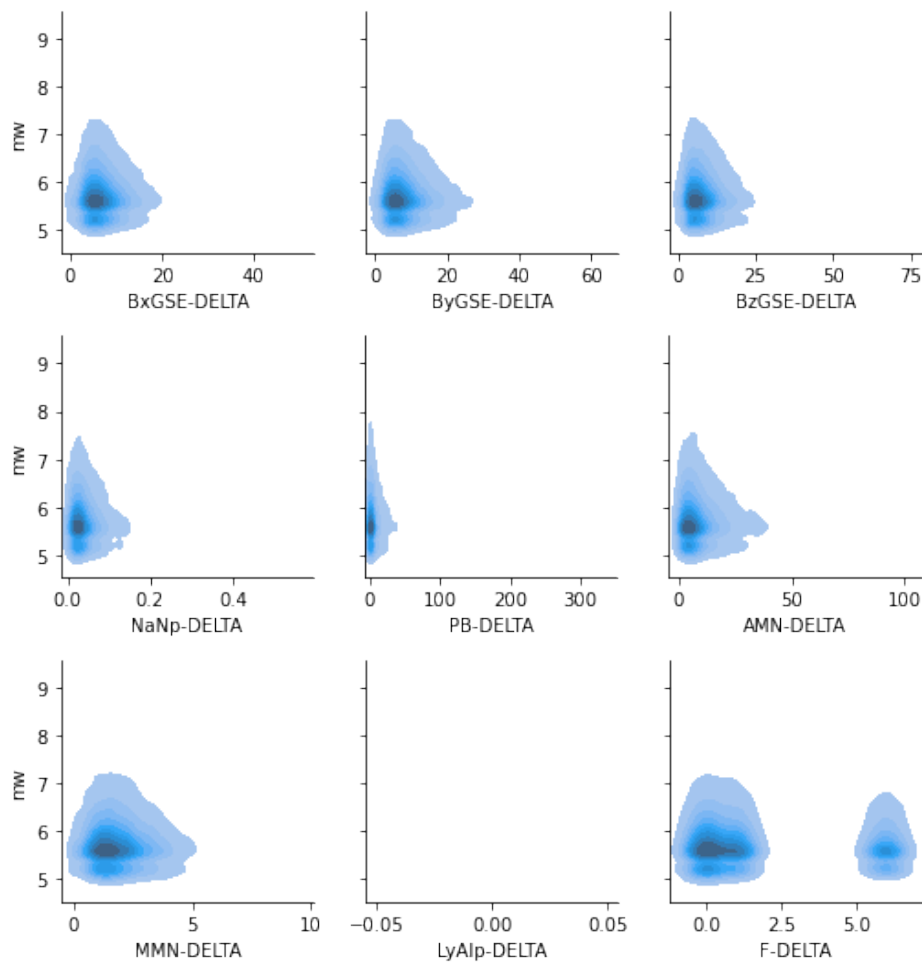 9
8
7
6
5
mw
0 20 40
BxGSE-DELTA
0 20 40 60
ByGSE-DELTA
0 25 50 75
BzGSE-DELTA
9
8
7
6
5
mw
0.0 0.2 0.4
NaNp-DELTA
0 100 200 300
PB-DELTA
0 50 100
AMN-DELTA
9
8
7
6
5
mw
0 5 10
MMN-DELTA
−0.05 0.00 0.05
LyAlp-DELTA
0.0 2.5 5.0
F-DELTA